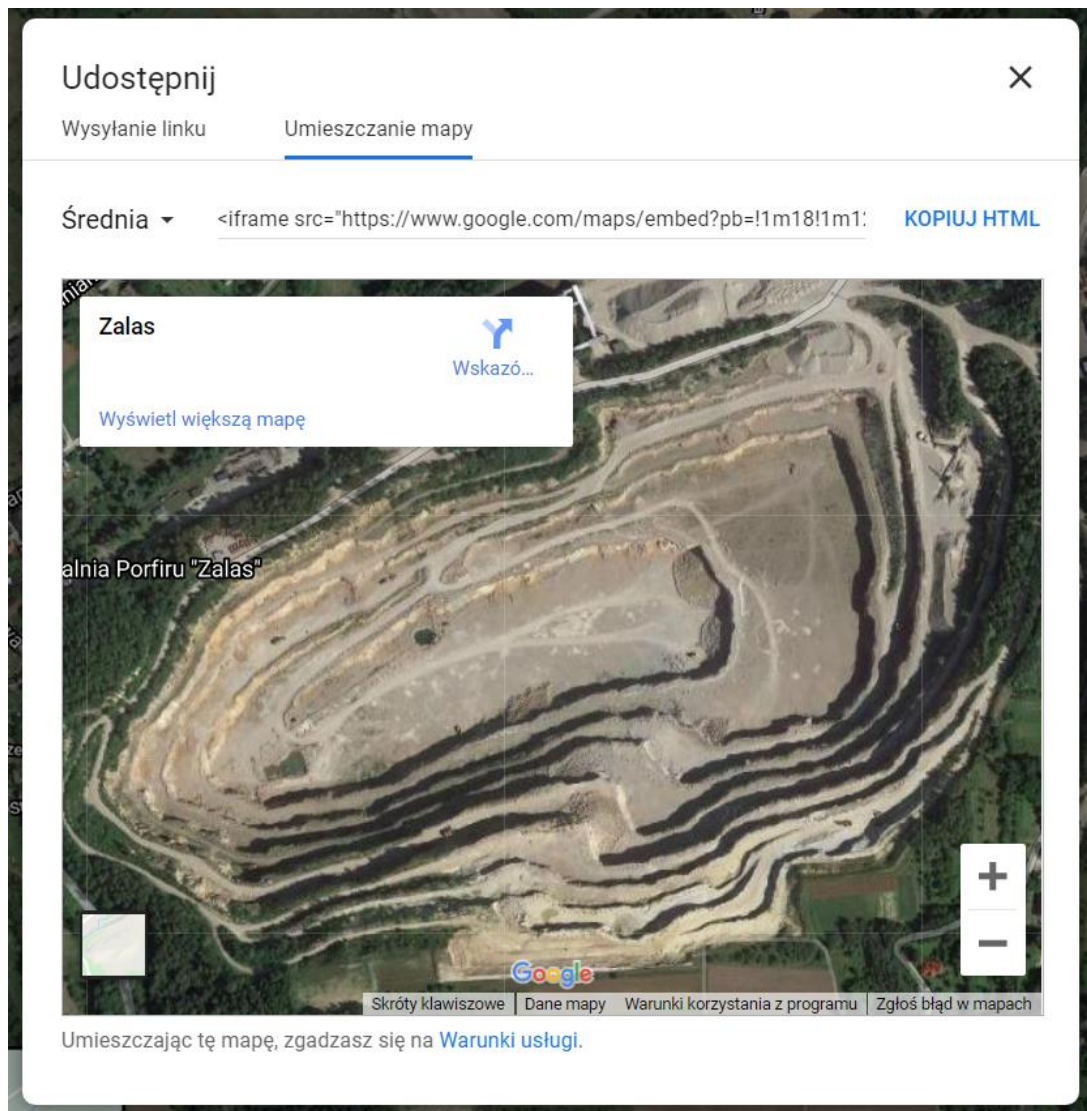 Udostępnij
Wysyłanie linku Umieszczanie mapy
Średnia <iframe src="https://www.google.com/maps/embed?pb=!1m18!1m12 KOPIUJ HTML
Zalas
Wskazó...
Wyświetl większą mapę
alnia Porfiru "Zalas"
Google
Skróty klawiszowe Dane mapy Warunki korzystania z programu Zgłoś błąd w mapach
Umieszczając tę mapę, zgadzasz się na Warunki usługi.